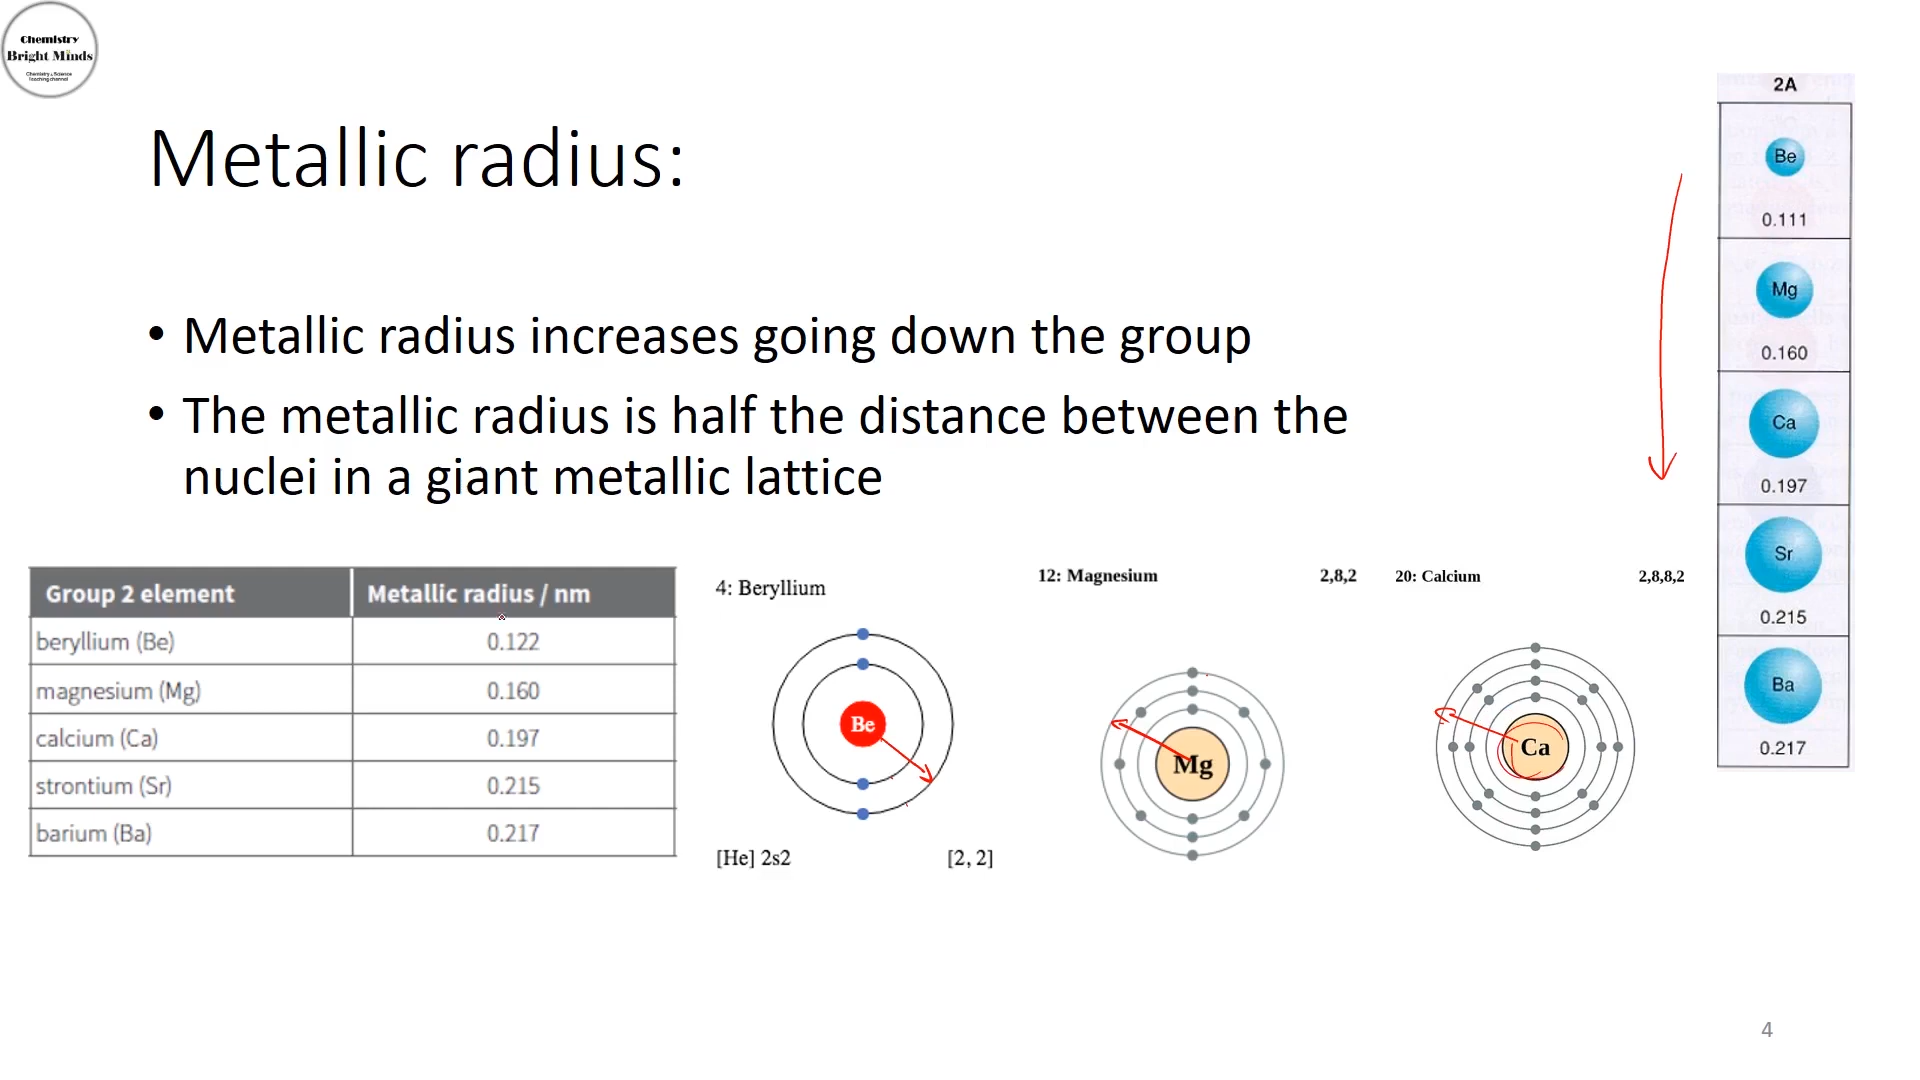 Chemistry
Bright Minds
Chemistry & Science
Teaching channel
Metallic radius:
• Metallic radius increases going down the group
• The metallic radius is half the distance between the
nuclei in a giant metallic lattice
Group 2 element Metallic radius / nm
beryllium (Be) 0.122
magnesium (Mg) 0.160
calcium (Ca) 0.197
strontium (Sr) 0.215
barium (Ba) 0.217
4: Beryllium
Be
[He] 2s2 [2, 2]
12: Magnesium 2,8,2
Mg
20: Calcium 2,8,8,2
Ca
2A
Be
0.111
Mg
0.160
Ca
0.197
Sr
0.215
Ba
0.217
4